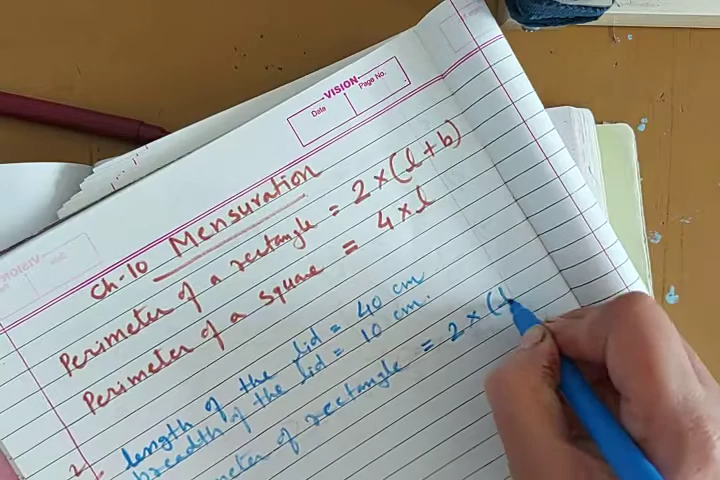 VISION
Date Page No.
Ch-10 Mensuration
Perimeter of a rectangle = 2×(l+b)
Perimeter of a square = 4×l
2. length of the lid = 40 cm
breadth of the lid = 10 cm.
of rectangle = 2×(l